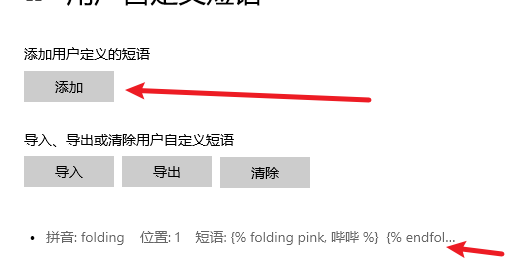 用户自定义短语
添加用户定义的短语
添加
导入、导出或清除用户自定义短语
导入 导出 清除
• 拼音: folding 位置: 1 短语: {% folding pink, 哔哔 %} {% endfol...